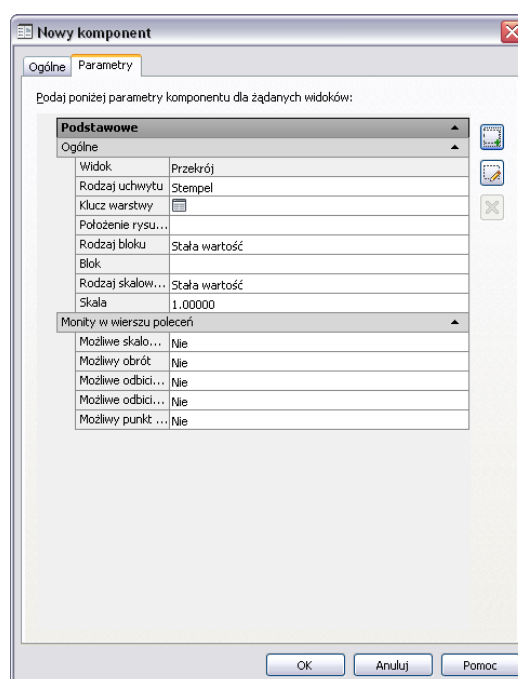 Nowy komponent
Ogólne Parametry
Podaj poniżej parametry komponentu dla żądanych widoków:
Podstawowe
Ogólne
Widok Przekrój
Rodzaj uchwytu Stempel
Klucz warstwy
Położenie rysu...
Rodzaj bloku Stała wartość
Blok
Rodzaj skalow... Stała wartość
Skala 1.00000
Monity w wierszu poleceń
Możliwe skalo... Nie
Możliwy obrót Nie
Możliwe odbici... Nie
Możliwe odbici... Nie
Możliwy punkt ... Nie
OK Anuluj Pomoc